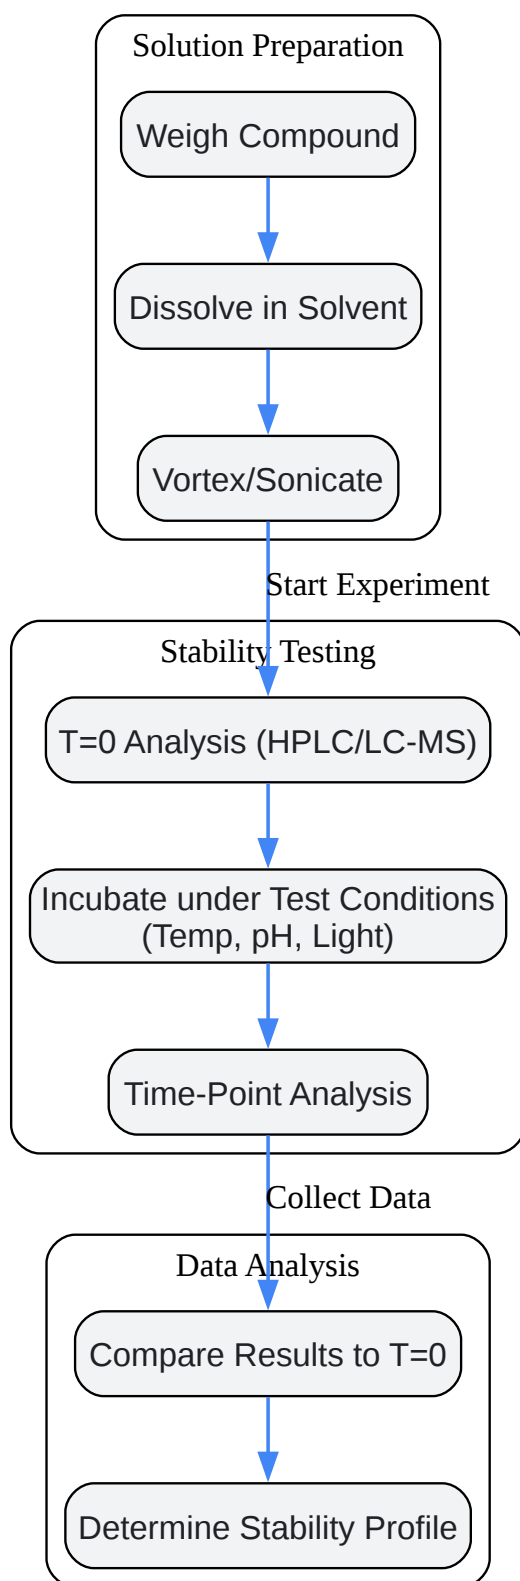 Solution Preparation
Weigh Compound
Dissolve in Solvent
Vortex/Sonicate
Start Experiment
Stability Testing
T=0 Analysis (HPLC/LC-MS)
Incubate under Test Conditions
(Temp, pH, Light)
Time-Point Analysis
Collect Data
Data Analysis
Compare Results to T=0
Determine Stability Profile